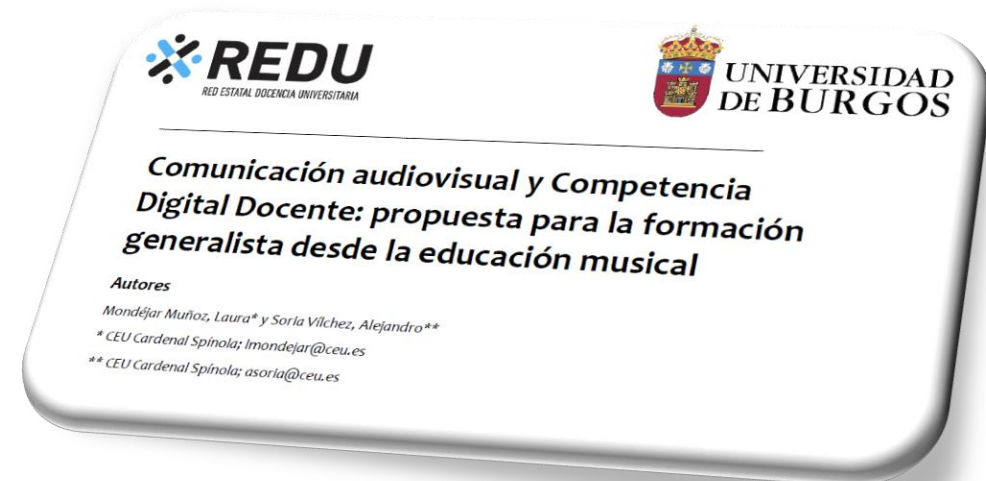 REDU
RED ESTATAL DOCENCIA UNIVERSITARIA
UNIVERSIDAD
DE BURGOS
Comunicación audiovisual y Competencia
Digital Docente: propuesta para la formación
generalista desde la educación musical
Autores
Mondéjar Muñoz, Laura* y Soria Vílchez, Alejandro**
* CEU Cardenal Spínola; lmondejar@ceu.es
** CEU Cardenal Spínola; asoria@ceu.es